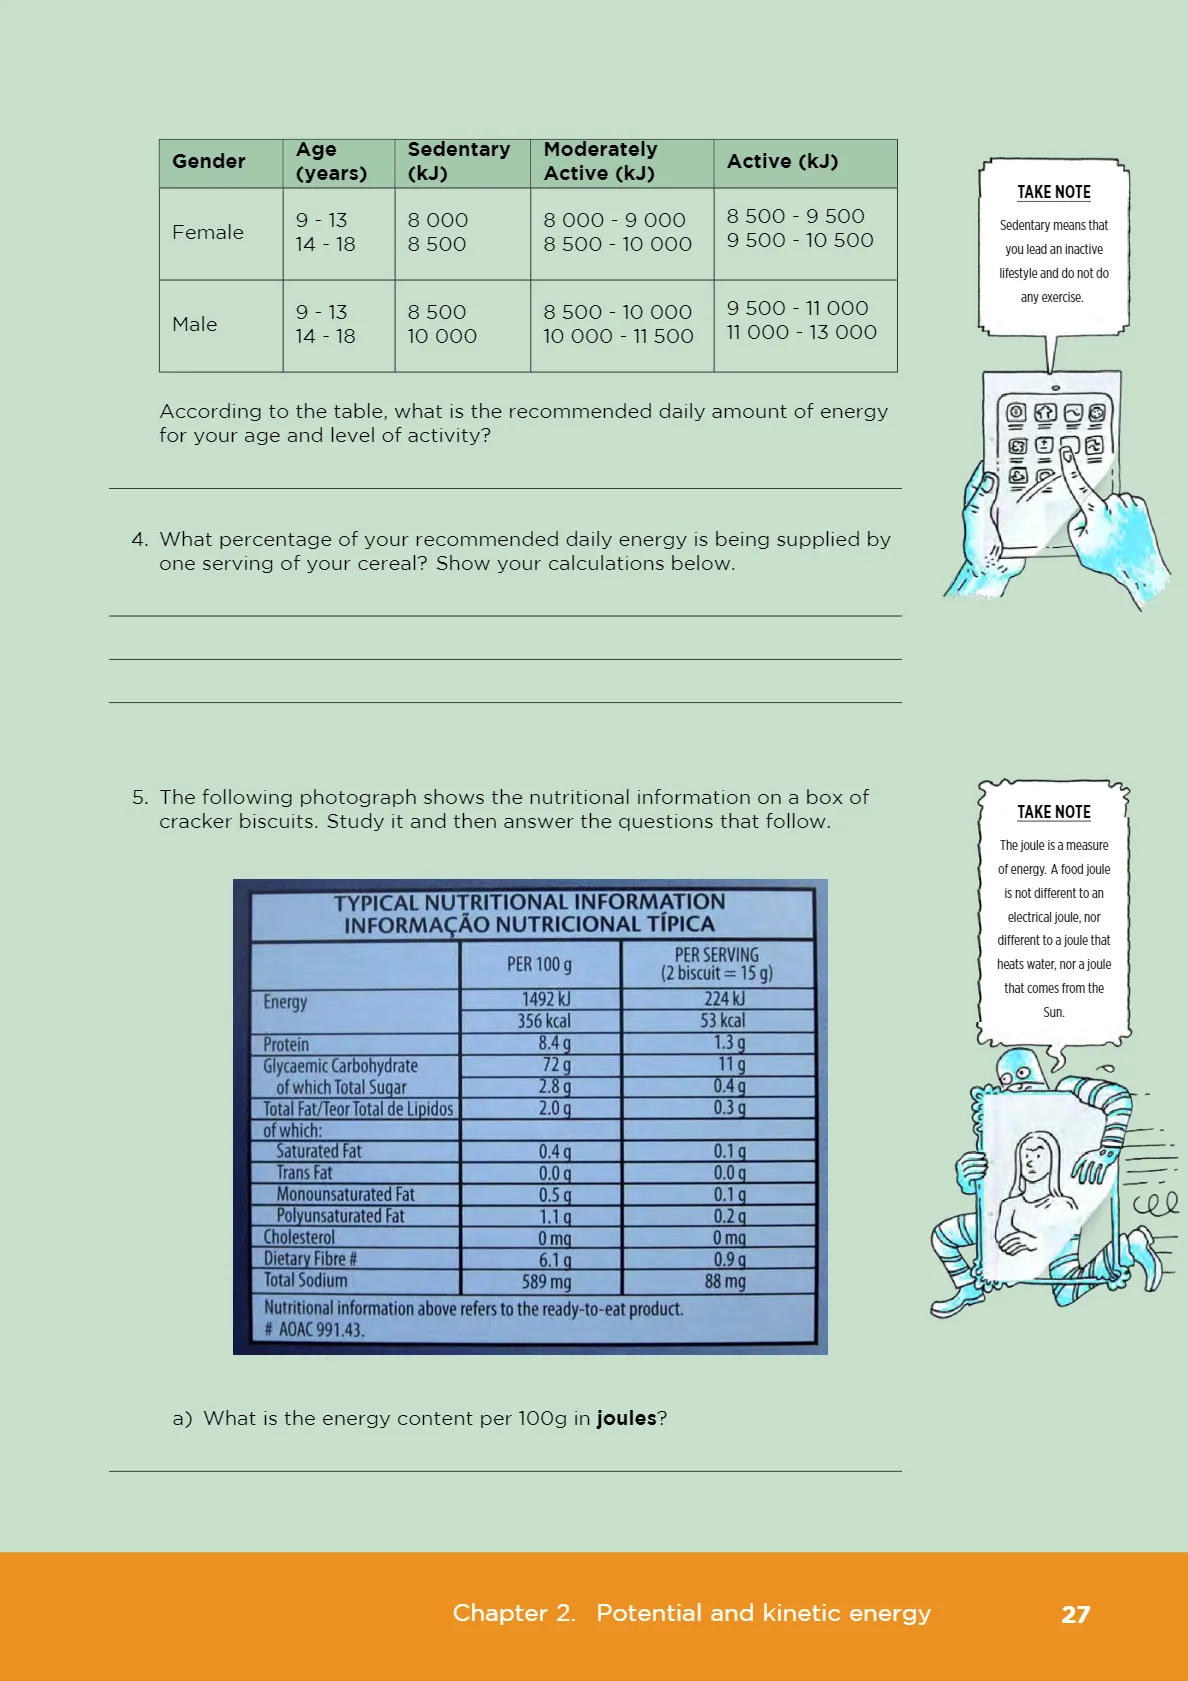 Gender
Age
(years)
Sedentary
(kJ)
Moderately
Active (kJ)
Active (kJ)
Female
9 - 13
14 - 18
8 000
8 500
8 000 - 9 000
8 500 - 10 000
8 500 - 9 500
9 500 - 10 500
Male
9 - 13
14 - 18
8 500
10 000
8 500 - 10 000
10 000 - 11 500
9 500 - 11 000
11 000 - 13 000
TAKE NOTE
Sedentary means that
you lead an inactive
lifestyle and do not do
any exercise.
According to the table, what is the recommended daily amount of energy
for your age and level of activity?
4. What percentage of your recommended daily energy is being supplied by
one serving of your cereal? Show your calculations below.
5. The following photograph shows the nutritional information on a box of
cracker biscuits. Study it and then answer the questions that follow.
TAKE NOTE
The joule is a measure
of energy. A food joule
is not different to an
electrical joule, nor
different to a joule that
heats water, nor a joule
that comes from the
Sun.
TYPICAL NUTRITIONAL INFORMATION
INFORMAÇÃO NUTRICIONAL TÍPICA
PER 100 g
PER SERVING
(2 biscuit = 15 g)
Energy 1492 kJ 224 kJ
356 kcal 53 kcal
Protein 8.4 g 1.3 g
Glycaemic Carbohydrate 72 g 11 g
of which Total Sugar 2.8 g 0.4 g
Total Fat/Teor Total de Lipidos 2.0 g 0.3 g
of which:
Saturated Fat 0.4 g 0.1 g
Trans Fat 0.0 g 0.0 g
Monounsaturated Fat 0.5 g 0.1 g
Polyunsaturated Fat 1.1 g 0.2 g
Cholesterol 0 mg 0 mg
Dietary Fibre # 6.1 g 0.9 g
Total Sodium 589 mg 88 mg
Nutritional information above refers to the ready-to-eat product.
# AOAC 991.43.
a) What is the energy content per 100g in joules?
Chapter 2. Potential and kinetic energy 27